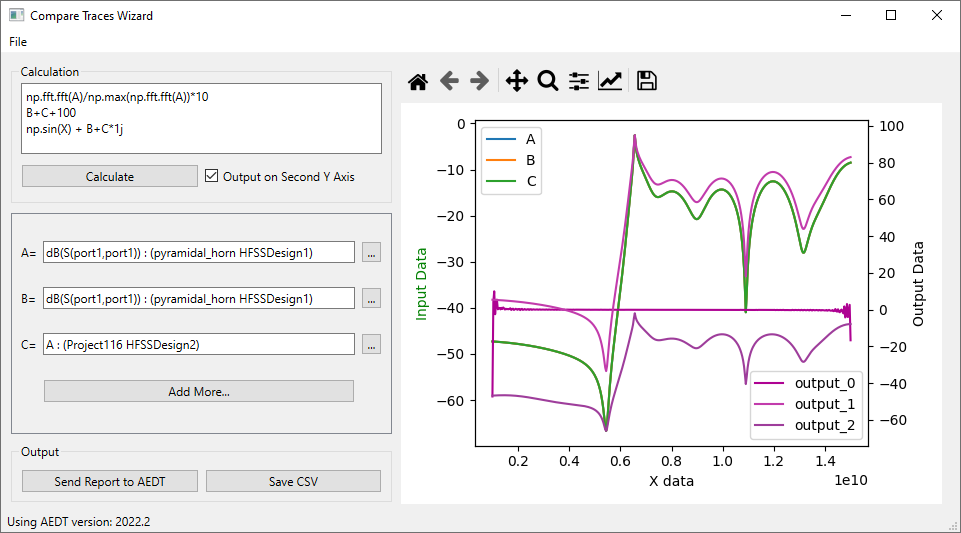 Compare Traces Wizard
File
Calculation
np.fft.fft(A)/np.max(np.fft.fft(A))*10
B+C+100
np.sin(X) + B+C*1j
Calculate
Output on Second Y Axis
A= dB(S(port1,port1)) : (pyramidal_horn HFSSDesign1) ...
B= dB(S(port1,port1)) : (pyramidal_horn HFSSDesign1) ...
C= A : (Project116 HFSSDesign2) ...
Add More...
Output
Send Report to AEDT
Save CSV
Using AEDT version: 2022.2
A
B
C
0
−10
−20
−30
−40
−50
−60
Input Data
100
80
60
40
20
0
−20
−40
−60
Output Data
output_0
output_1
output_2
0.2 0.4 0.6 0.8 1.0 1.2 1.4
1e10
X data